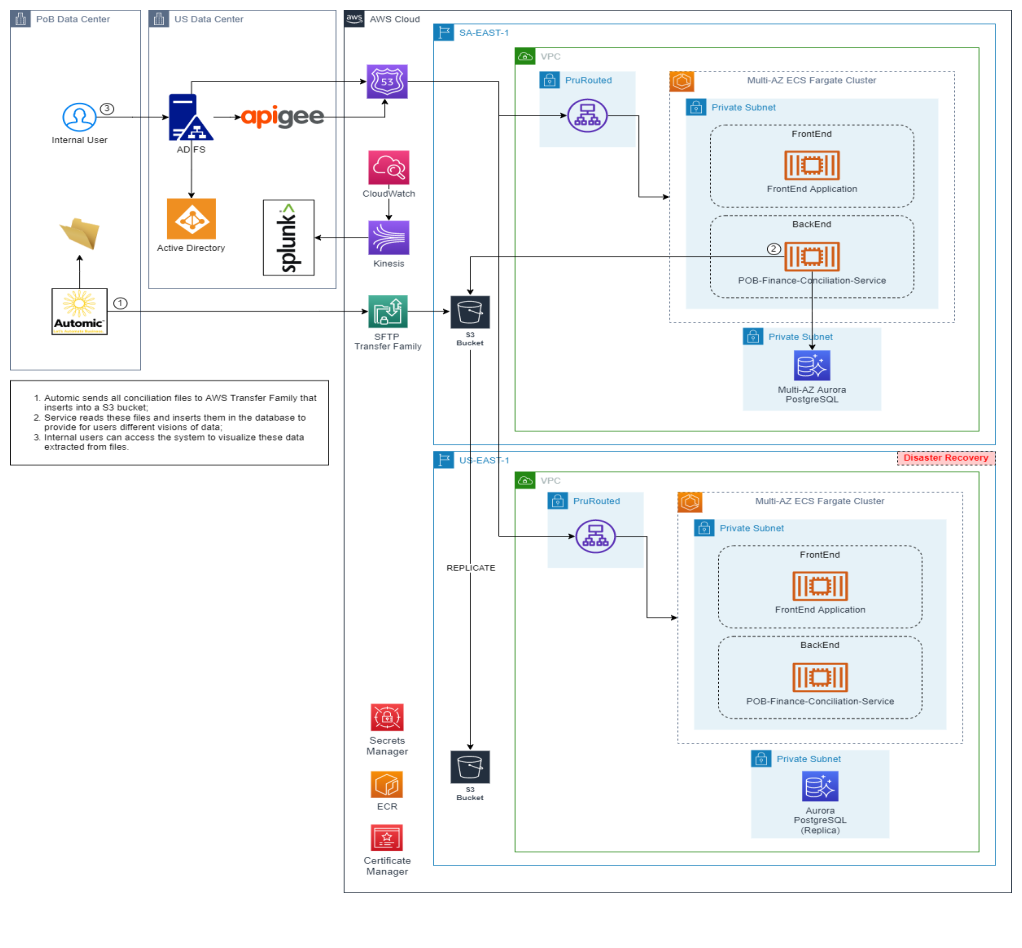 PoB Data Center
US Data Center
aws
AWS Cloud
SA-EAST-1
VPC
PruRouted
Multi-AZ ECS Fargate Cluster
Private Subnet
FrontEnd
FrontEnd Application
BackEnd
2
POB-Finance-Conciliation-Service
Private Subnet
Multi-AZ Aurora
PostgreSQL
53
3
Internal User
AD FS
apigee
Active Directory
CloudWatch
splunk>
Kinesis
Automic
1
SFTP
Transfer Family
S3
Bucket
1. Automic sends all conciliation files to AWS Transfer Family that
inserts into a S3 bucket;
2. Service reads these files and inserts them in the database to
provide for users different visions of data;
3. Internal users can access the system to visualize these data
extracted from files.
US-EAST-1
Disaster Recovery
VPC
PruRouted
Multi-AZ ECS Fargate Cluster
Private Subnet
FrontEnd
FrontEnd Application
BackEnd
POB-Finance-Conciliation-Service
REPLICATE
Private Subnet
Aurora
PostgreSQL
(Replica)
S3
Bucket
Secrets
Manager
ECR
Certificate
Manager